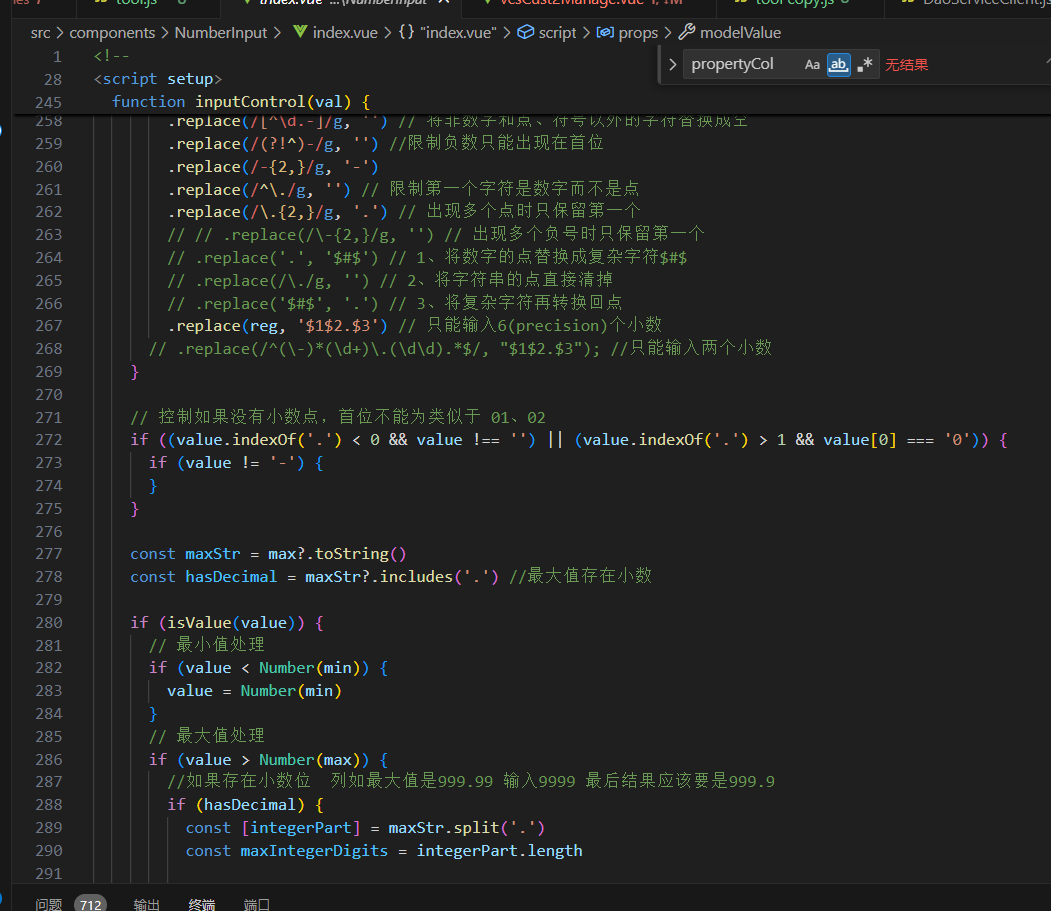 tool.js 6
index.vue ...\NumberInput
vcsCustzManage.vue
tool copy.js 6
DaoServiceClient.js
src > components > NumberInput > index.vue > {} "index.vue" > script > props > modelValue
propertyCol Aa ab .* 无结果
1 <!--
28 <script setup>
245 function inputControl(val) {
258 .replace(/[^\d.-]/g, '') // 将非数字和点、符号以外的字符替换成空
259 .replace(/(?!^)-/g, '') //限制负数只能出现在首位
260 .replace(/-{2,}/g, '-')
261 .replace(/^\./g, '') // 限制第一个字符是数字而不是点
262 .replace(/\.{2,}/g, '.') // 出现多个点时只保留第一个
263 // // .replace(/\-{2,}/g, '') // 出现多个负号时只保留第一个
264 // .replace('.', '$#$') // 1、将数字的点替换成复杂字符$#$
265 // .replace(/\./g, '') // 2、将字符串的点直接清掉
266 // .replace('$#$', '.') // 3、将复杂字符再转换回点
267 .replace(reg, '$1$2.$3') // 只能输入6(precision)个小数
268 // .replace(/^(\-)*(\d+)\.(\d\d).*$/, "$1$2.$3"); //只能输入两个小数
269 }
270
271 // 控制如果没有小数点，首位不能为类似于 01、02
272 if ((value.indexOf('.') < 0 && value !== '') || (value.indexOf('.') > 1 && value[0] === '0')) {
273 if (value != '-') {
274 }
275 }
276
277 const maxStr = max?.toString()
278 const hasDecimal = maxStr?.includes('.') //最大值存在小数
279
280 if (isValue(value)) {
281 // 最小值处理
282 if (value < Number(min)) {
283 value = Number(min)
284 }
285 // 最大值处理
286 if (value > Number(max)) {
287 //如果存在小数位 列如最大值是999.99 输入9999 最后结果应该要是999.9
288 if (hasDecimal) {
289 const [integerPart] = maxStr.split('.')
290 const maxIntegerDigits = integerPart.length
291
问题 712 输出 终端 端口